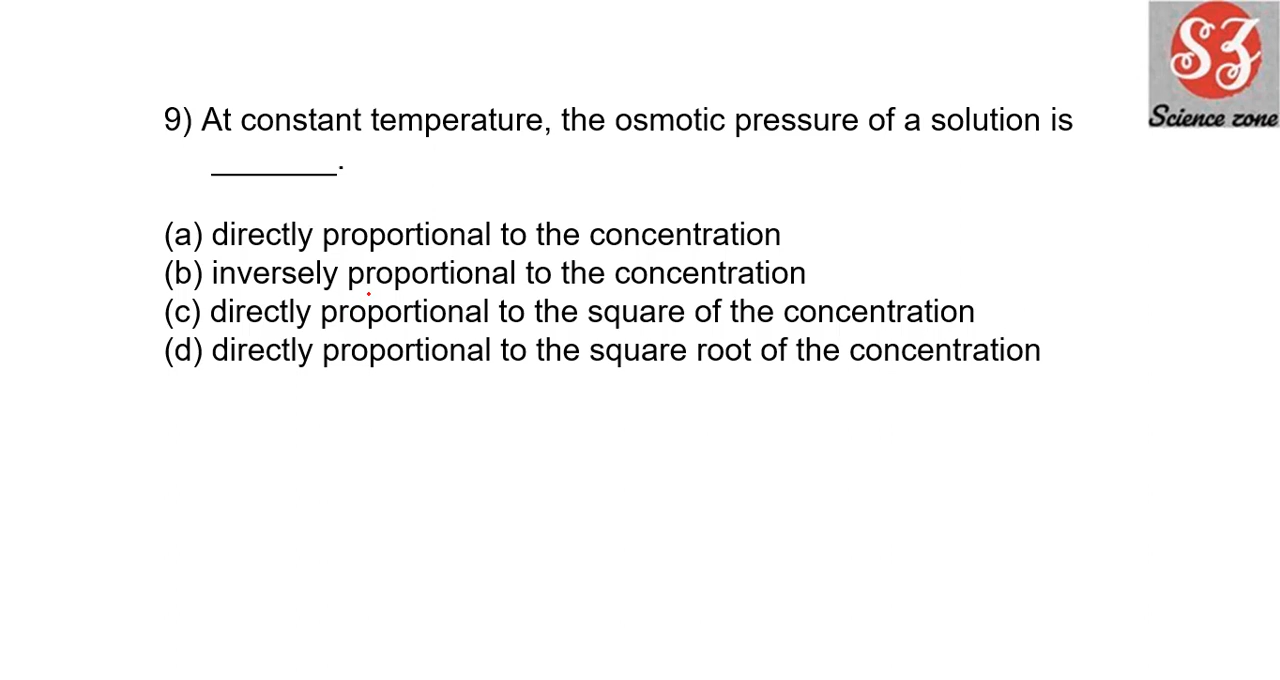 SZ
Science zone
9) At constant temperature, the osmotic pressure of a solution is
________.
(a) directly proportional to the concentration
(b) inversely proportional to the concentration
(c) directly proportional to the square of the concentration
(d) directly proportional to the square root of the concentration